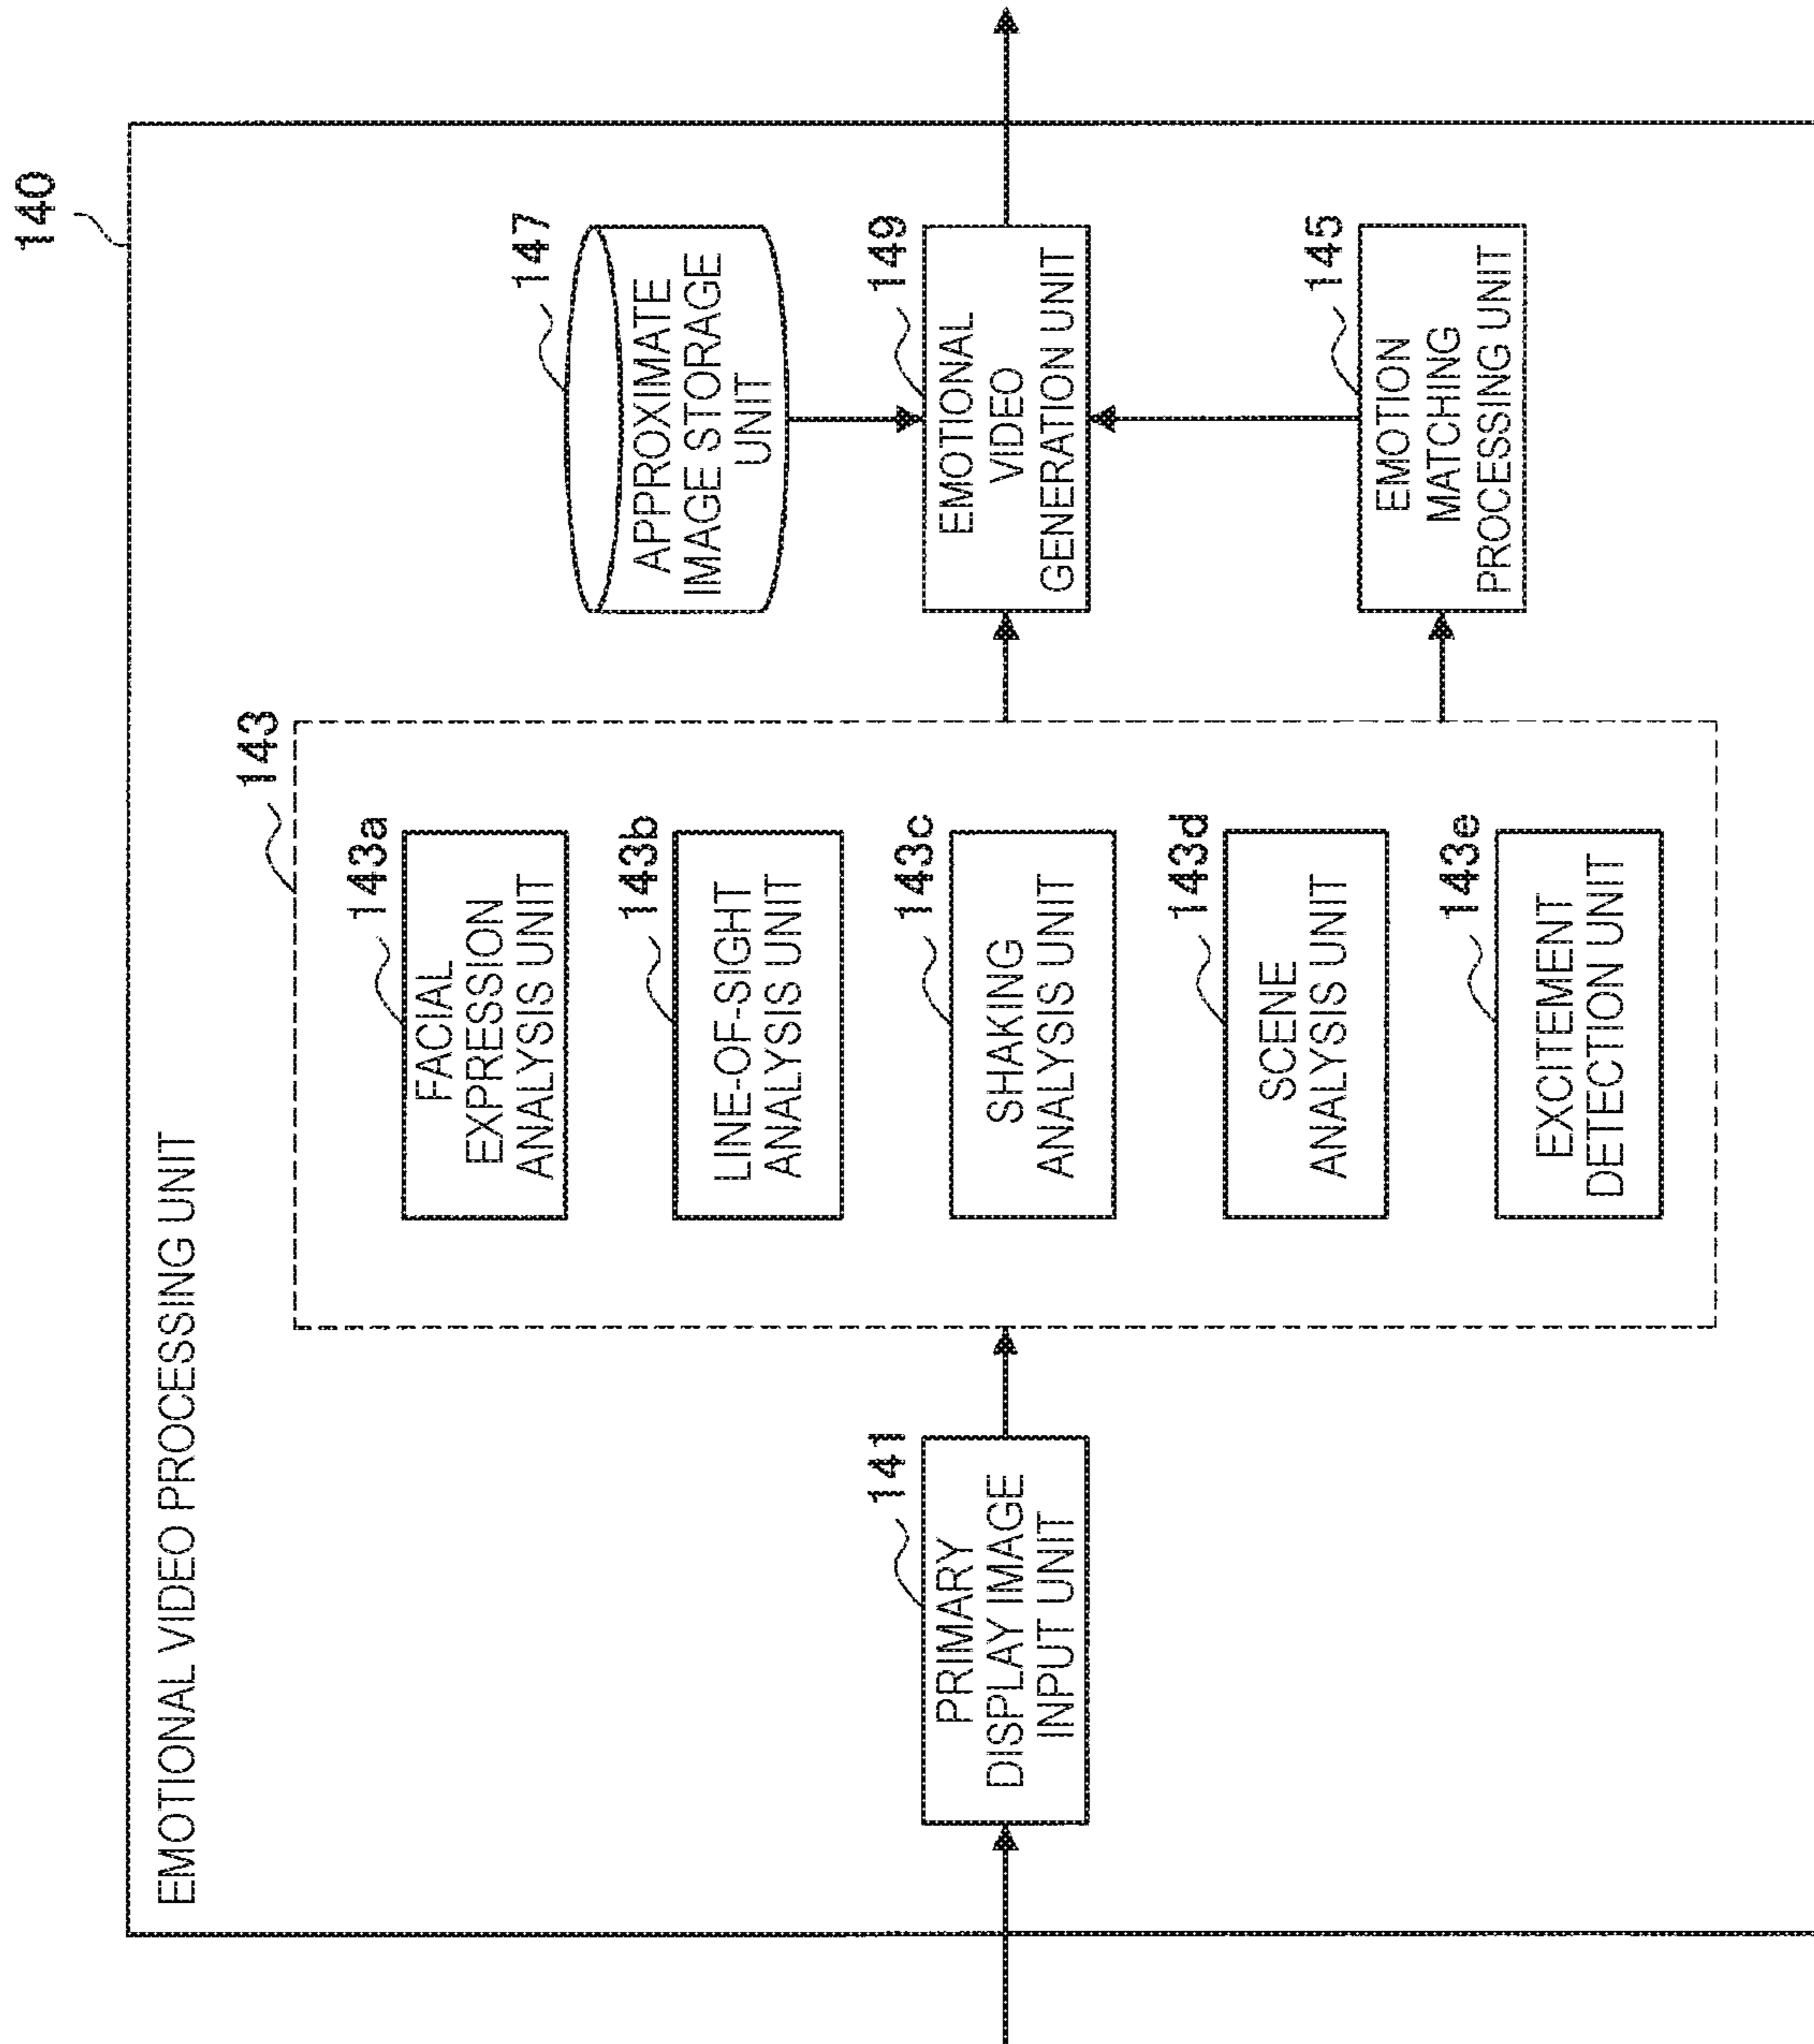 140
EMOTIONAL VIDEO PROCESSING UNIT
141
PRIMARY
DISPLAY IMAGE
INPUT UNIT
143
143a
FACIAL
EXPRESSION
ANALYSIS UNIT
143b
LINE-OF-SIGHT
ANALYSIS UNIT
143c
SHAKING
ANALYSIS UNIT
143d
SCENE
ANALYSIS UNIT
143e
EXCITEMENT
DETECTION UNIT
147
APPROXIMATE
IMAGE STORAGE
UNIT
149
EMOTIONAL
VIDEO
GENERATION UNIT
145
EMOTION
MATCHING
PROCESSING UNIT